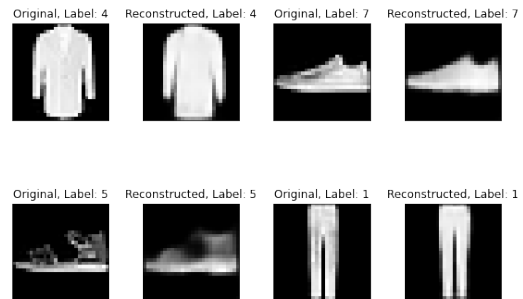 Original, Label: 4 Reconstructed, Label: 4 Original, Label: 7 Reconstructed, Label: 7
Original, Label: 5 Reconstructed, Label: 5 Original, Label: 1 Reconstructed, Label: 1